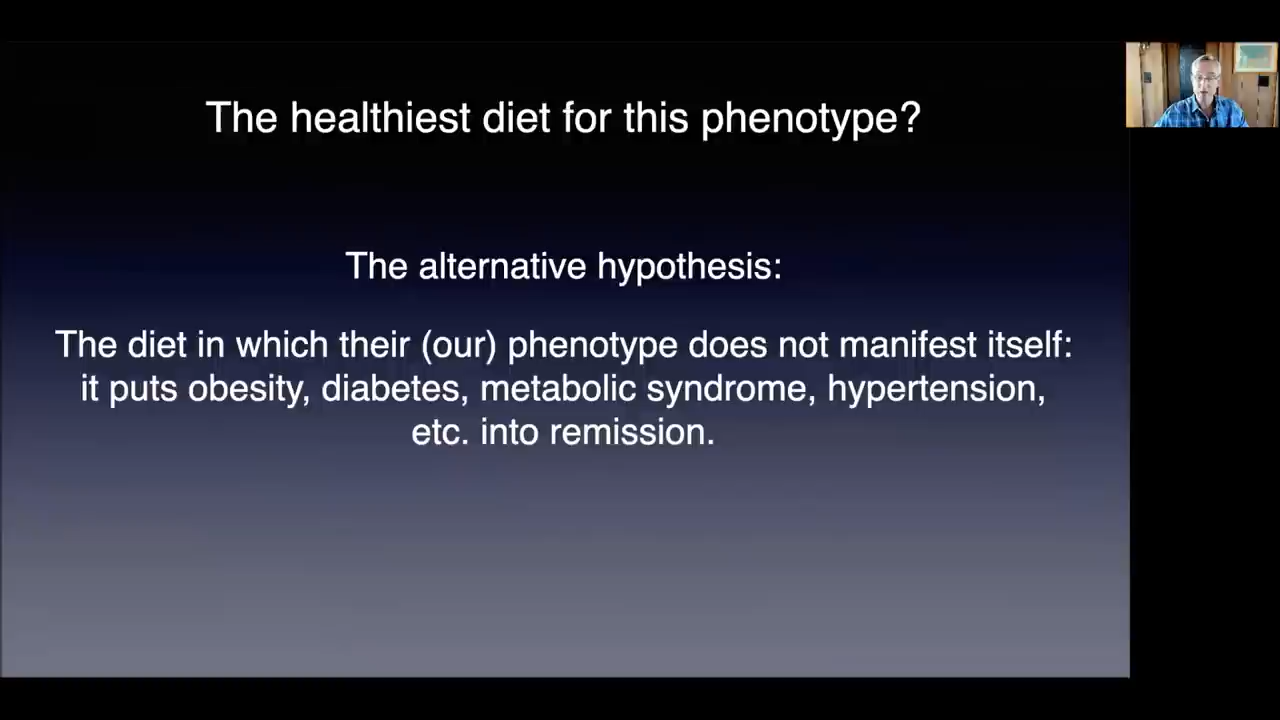 The healthiest diet for this phenotype?
The alternative hypothesis:
The diet in which their (our) phenotype does not manifest itself:
it puts obesity, diabetes, metabolic syndrome, hypertension,
etc. into remission.